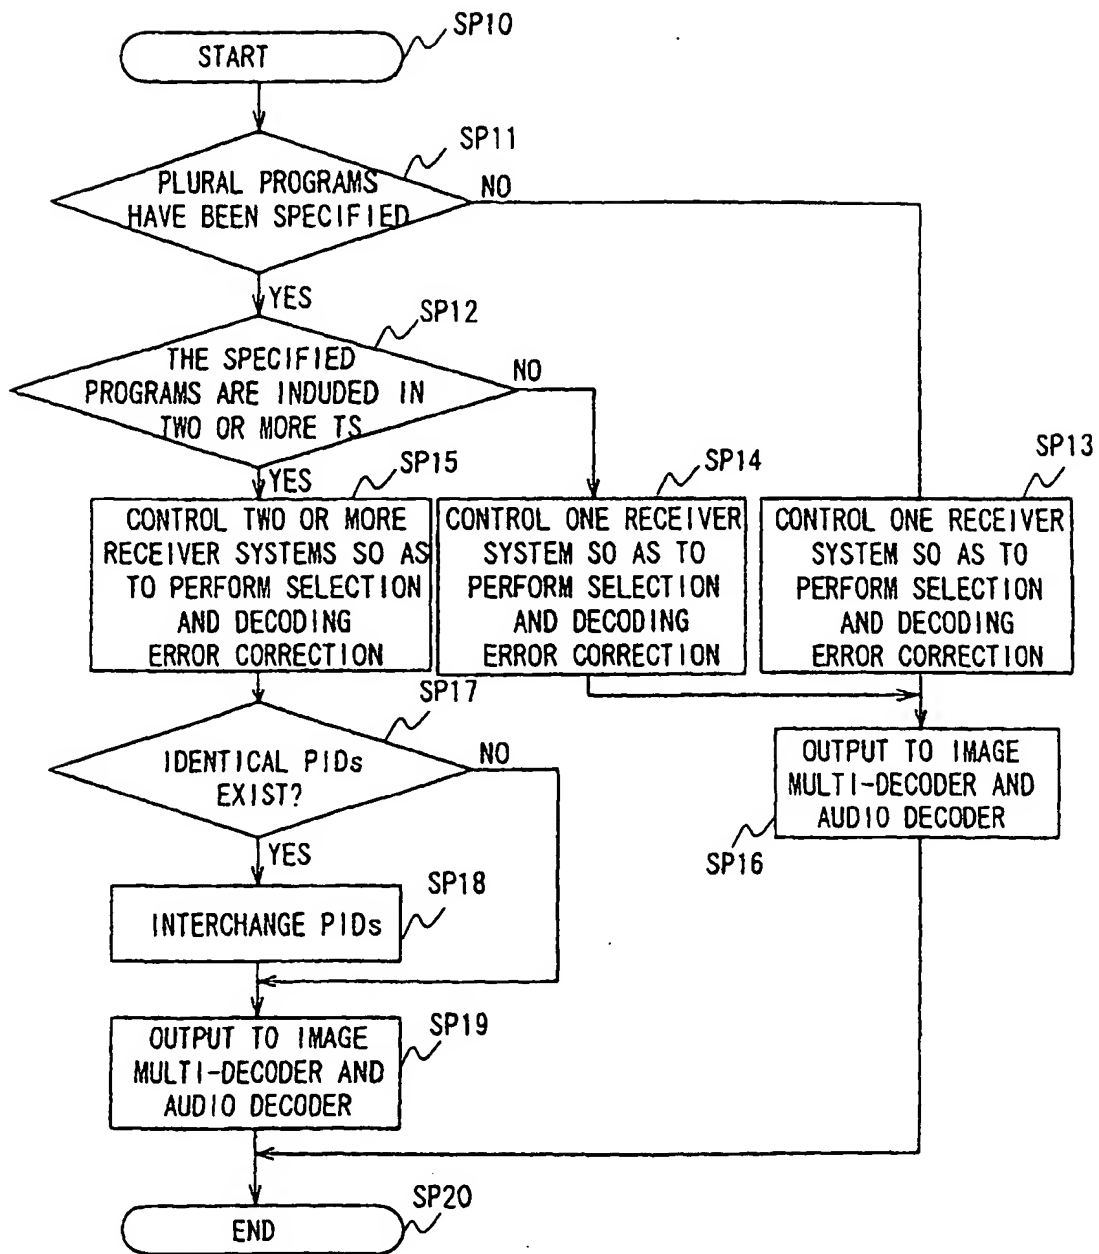 SP10
START
SP11
PLURAL PROGRAMS
HAVE BEEN SPECIFIED
NO
YES
SP12
THE SPECIFIED
PROGRAMS ARE INDUDED IN
TWO OR MORE TS
NO
YES
SP15
CONTROL TWO OR MORE
RECEIVER SYSTEMS SO AS
TO PERFORM SELECTION
AND DECODING
ERROR CORRECTION
SP14
CONTROL ONE RECEIVER
SYSTEM SO AS TO
PERFORM SELECTION
AND DECODING
ERROR CORRECTION
SP13
CONTROL ONE RECEIVER
SYSTEM SO AS TO
PERFORM SELECTION
AND DECODING
ERROR CORRECTION
SP17
IDENTICAL PIDs
EXIST?
NO
YES
OUTPUT TO IMAGE
MULTI-DECODER AND
AUDIO DECODER
SP16
SP18
INTERCHANGE PIDs
SP19
OUTPUT TO IMAGE
MULTI-DECODER AND
AUDIO DECODER
SP20
END